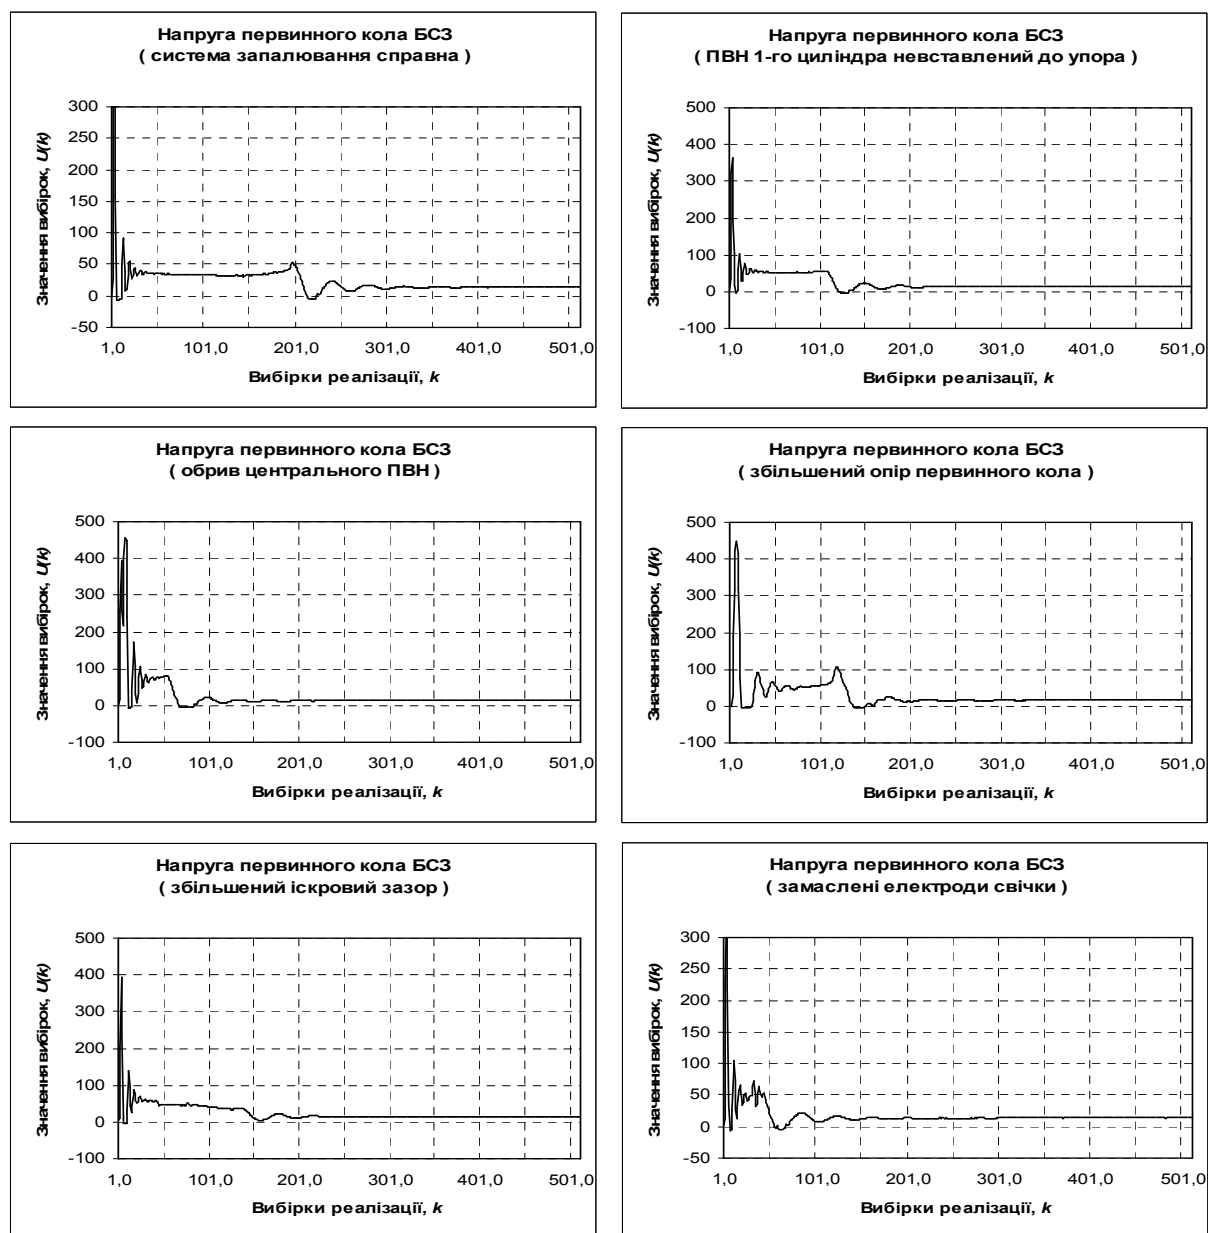 Напруга первинного кола БСЗ
( система запалювання справна )
300
250
200
150
100
50
0
-50
1,0 101,0 201,0 301,0 401,0 501,0
Значення вибірок, U(k)
Вибірки реалізації, k
Напруга первинного кола БСЗ
( ПВН 1-го циліндра невставлений до упора )
500
400
300
200
100
0
-100
1,0 101,0 201,0 301,0 401,0 501,0
Значення вибірок, U(k)
Вибірки реалізації, k
Напруга первинного кола БСЗ
( обрив центрального ПВН )
500
400
300
200
100
0
-100
1,0 101,0 201,0 301,0 401,0 501,0
Значення вибірок, U(k)
Вибірки реалізації, k
Напруга первинного кола БСЗ
( збільшений опір первинного кола )
500
400
300
200
100
0
-100
1,0 101,0 201,0 301,0 401,0 501,0
Значення вибірок, U(k)
Вибірки реалізації, k
Напруга первинного кола БСЗ
( збільшений іскровий зазор )
500
400
300
200
100
0
-100
1,0 101,0 201,0 301,0 401,0 501,0
Значення вибірок, U(k)
Вибірки реалізації, k
Напруга первинного кола БСЗ
( замаслені електроди свічки )
300
250
200
150
100
50
0
-50
1,0 101,0 201,0 301,0 401,0 501,0
Значення вибірок, U(k)
Вибірки реалізації, k